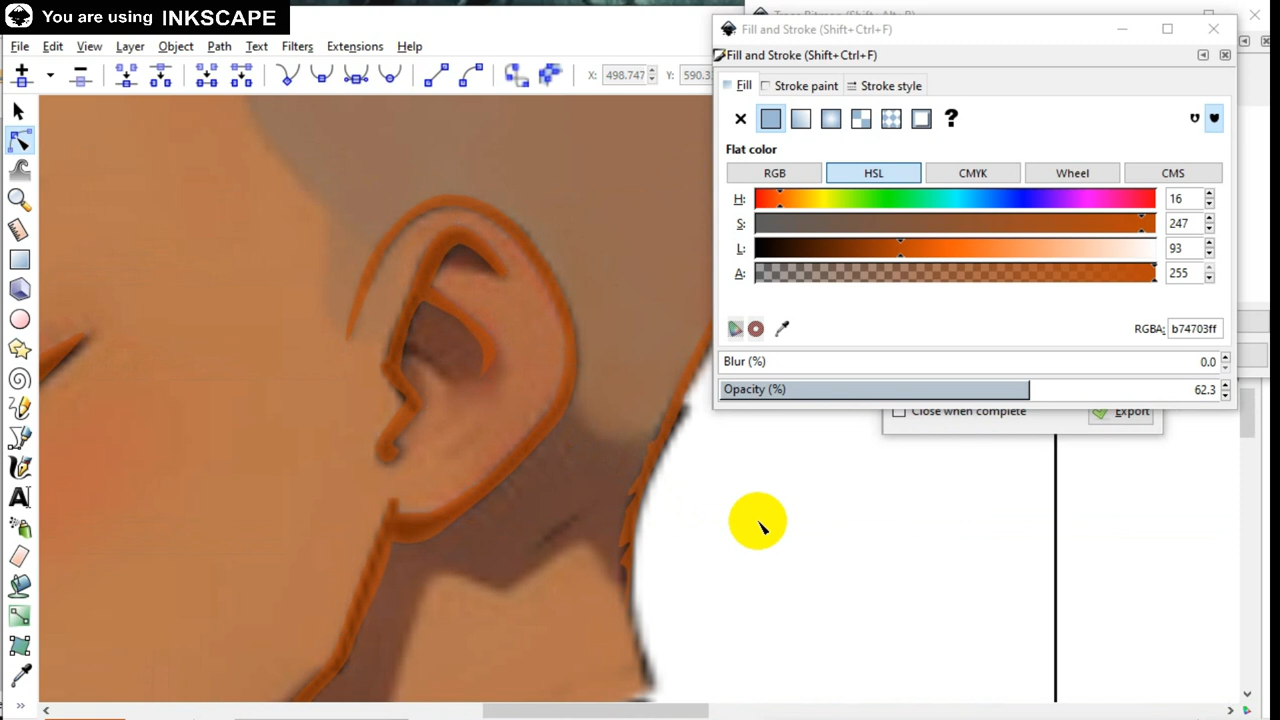 You are using INKSCAPE
File Edit View Layer Object Path Text Filters Extensions Help
X: 498.747 Y: 590.3
Fill and Stroke (Shift+Ctrl+F)
Fill and Stroke (Shift+Ctrl+F)
Fill Stroke paint Stroke style
?
Flat color
RGB HSL CMYK Wheel CMS
H: 16
S: 247
L: 93
A: 255
RGBA: b74703ff
Blur (%) 0.0
Opacity (%) 62.3
Close when complete Export